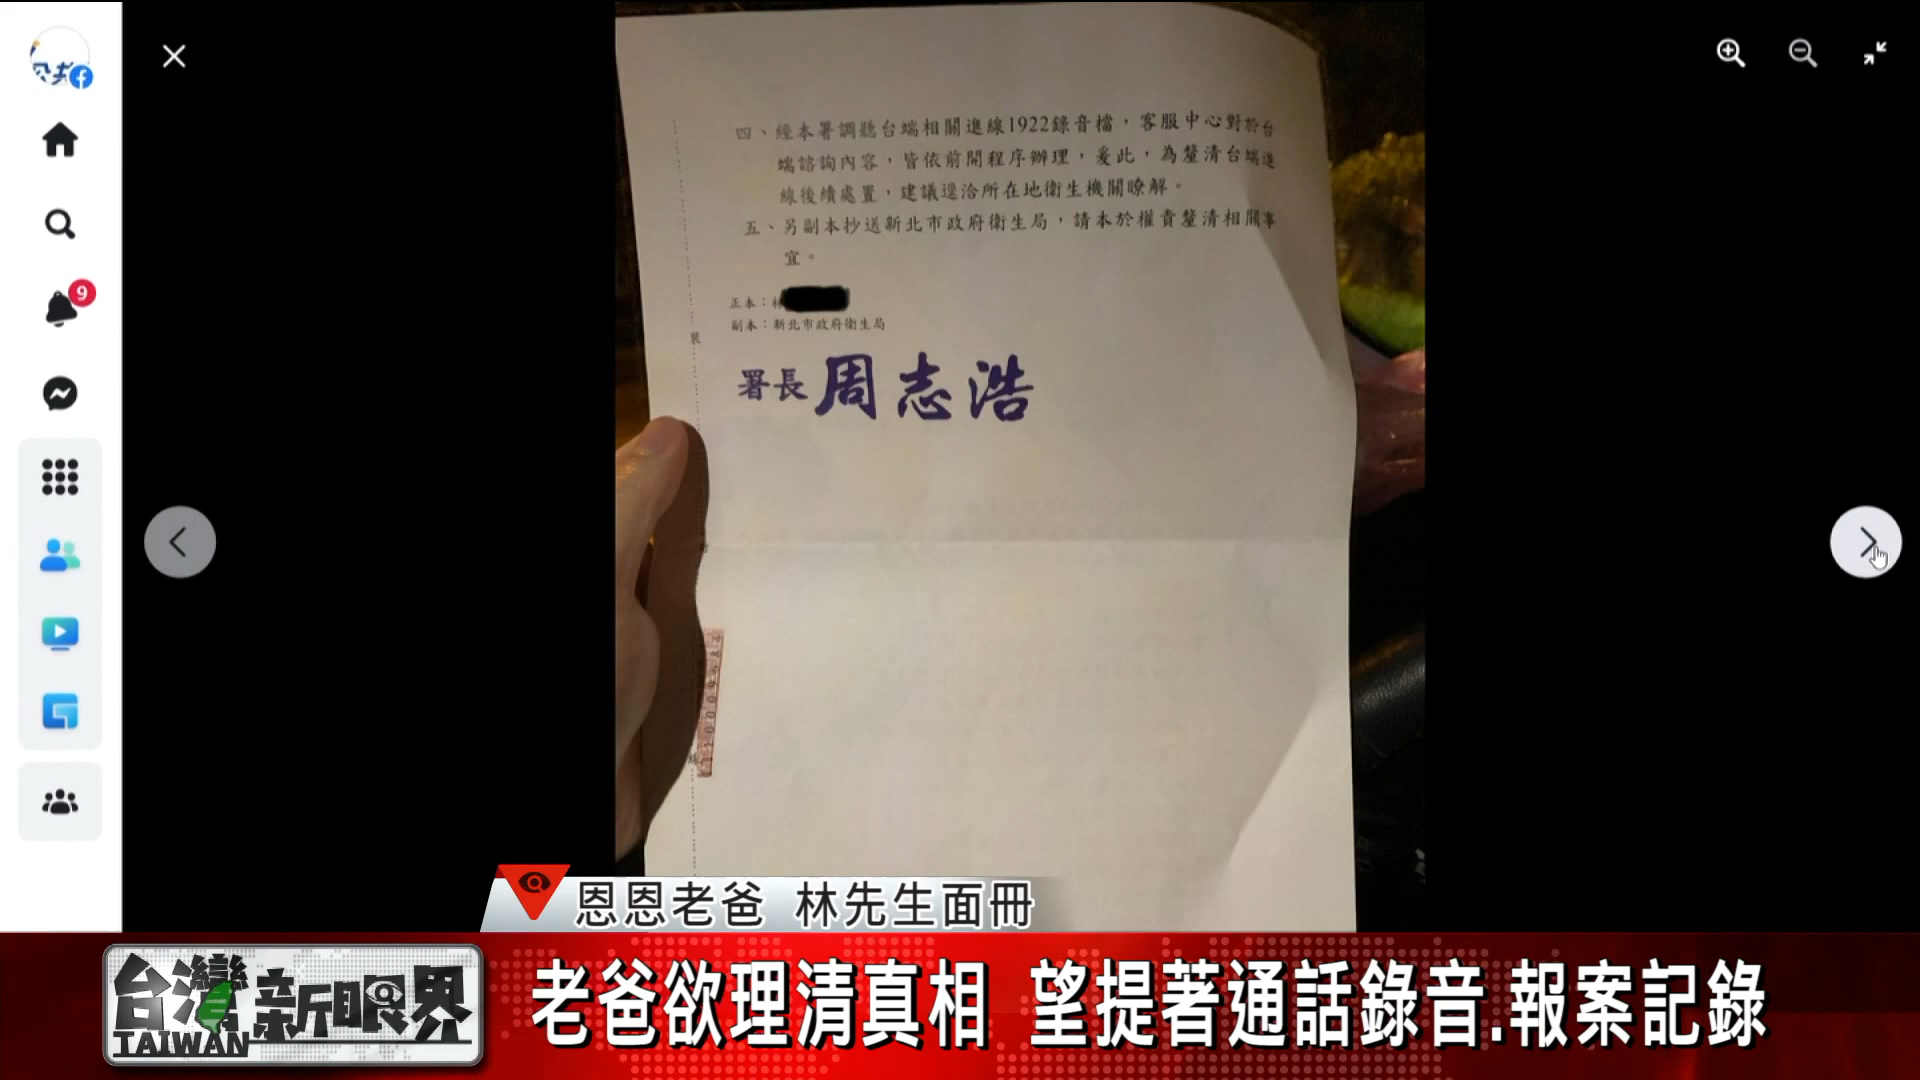 9
四、經本署調聽台端相關進線1922錄音檔，客服中心對於台
端諮詢內容，皆依前開程序辦理，爰此，為釐清台端進
線後續處置，建議逕洽所在地衛生機關瞭解。
五、另副本抄送新北市政府衛生局，請本於權責釐清相關事
宜。
正本：林
副本：新北市政府衛生局
裝
署長 周志浩
訂
線
恩恩老爸 林先生面冊
台灣新眼界
TAIWAN
老爸欲理清真相 望提著通話錄音.報案記錄